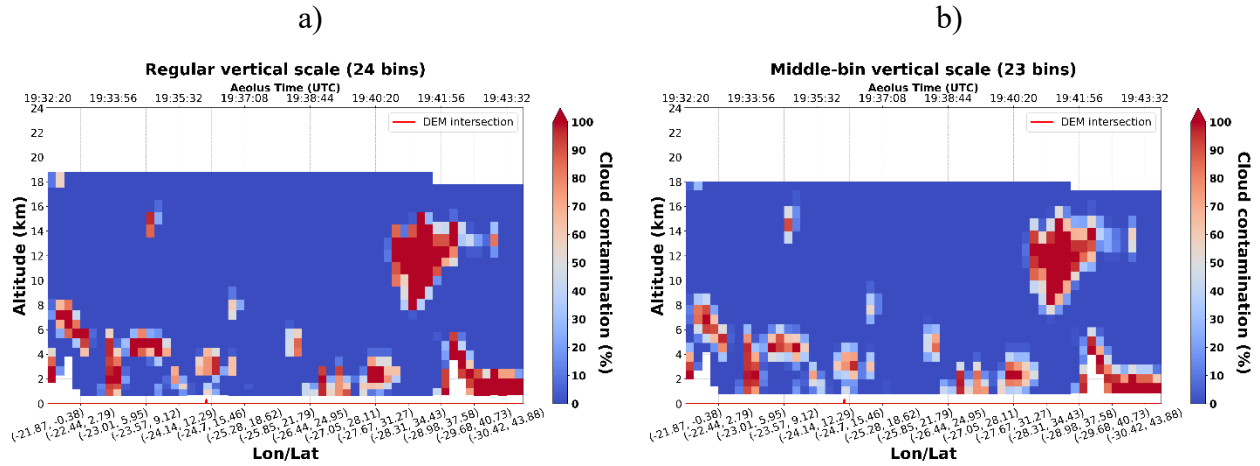 a)
Regular vertical scale (24 bins)
Aeolus Time (UTC)
19:32:20 19:33:56 19:35:32 19:37:08 19:38:44 19:40:20 19:41:56 19:43:32
DEM intersection
Altitude (km)
24
22
20
18
16
14
12
10
8
6
4
2
0
(-21.87, -0.38) (-22.44, 2.79) (-23.01, 5.95) (-23.57, 9.12) (-24.14, 12.29) (-24.7, 15.46) (-25.28, 18.62) (-25.85, 21.79) (-26.44, 24.95) (-27.05, 28.11) (-27.67, 31.27) (-28.31, 34.43) (-28.98, 37.58) (-29.68, 40.73) (-30.42, 43.88)
Lon/Lat
100
90
80
70
60
50
40
30
20
10
0
Cloud contamination (%)
b)
Middle-bin vertical scale (23 bins)
Aeolus Time (UTC)
19:32:20 19:33:56 19:35:32 19:37:08 19:38:44 19:40:20 19:41:56 19:43:32
DEM intersection
Altitude (km)
24
22
20
18
16
14
12
10
8
6
4
2
0
(-21.87, -0.38) (-22.44, 2.79) (-23.01, 5.95) (-23.57, 9.12) (-24.14, 12.29) (-24.7, 15.46) (-25.28, 18.62) (-25.85, 21.79) (-26.44, 24.95) (-27.05, 28.11) (-27.67, 31.27) (-28.31, 34.43) (-28.98, 37.58) (-29.68, 40.73) (-30.42, 43.88)
Lon/Lat
100
90
80
70
60
50
40
30
20
10
0
Cloud contamination (%)